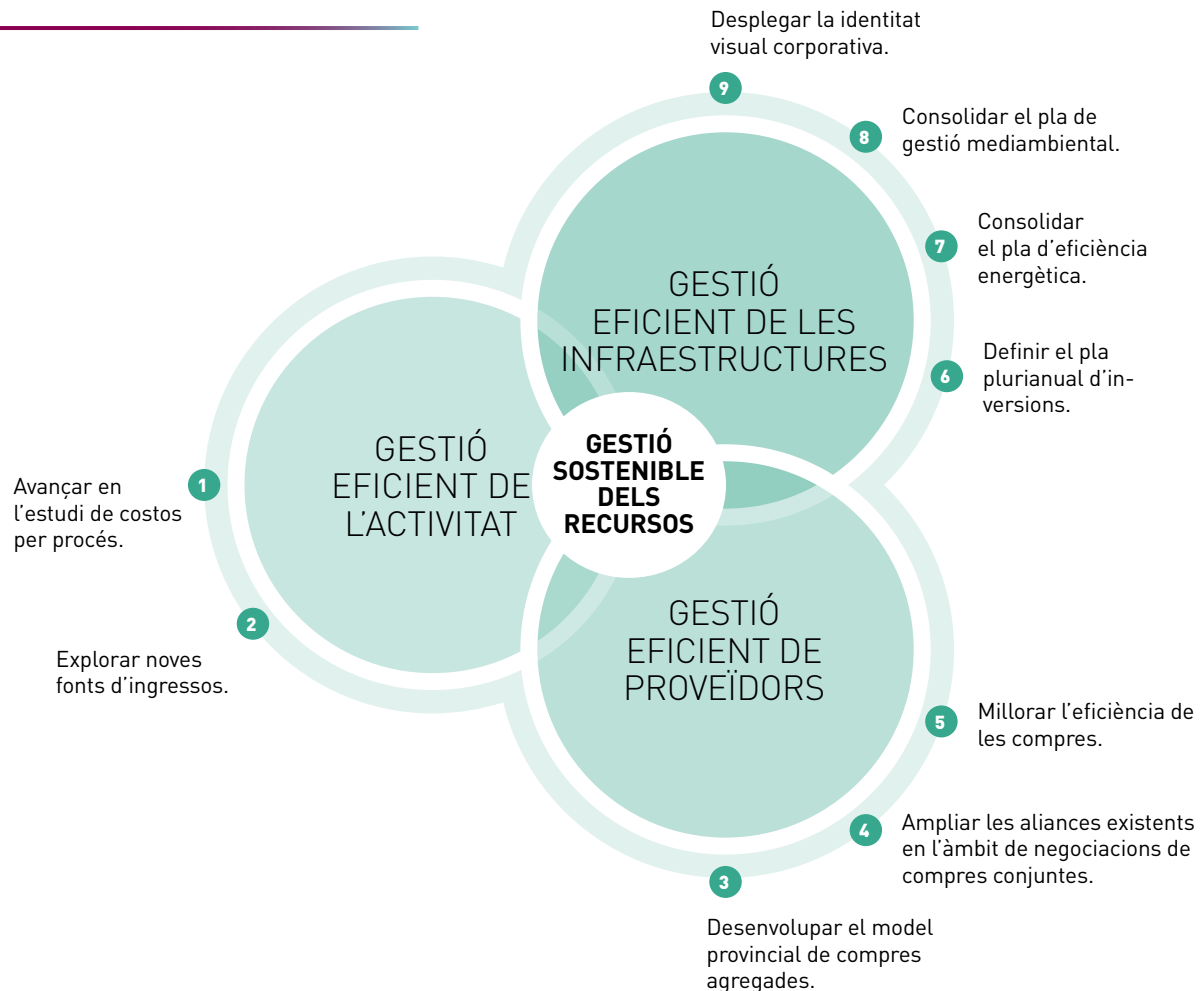 Desplegar la identitat
visual corporativa.
9
Consolidar el pla de
gestió mediambiental.
8
Consolidar
el pla d'eficiència
energètica.
7
GESTIÓ
EFICIENT DE LES
INFRAESTRUCTURES
Definir el pla
plurianual d'in-
versions.
6
GESTIÓ
EFICIENT DE
L'ACTIVITAT
GESTIÓ
SOSTENIBLE
DELS
RECURSOS
1
Avançar en
l'estudi de costos
per procés.
2
Explorar noves
fonts d'ingressos.
GESTIÓ
EFICIENT DE
PROVEÏDORS
5
Millorar l'eficiència de
les compres.
4
Ampliar les aliances existents
en l'àmbit de negociacions de
compres conjuntes.
3
Desenvolupar el model
provincial de compres
agregades.